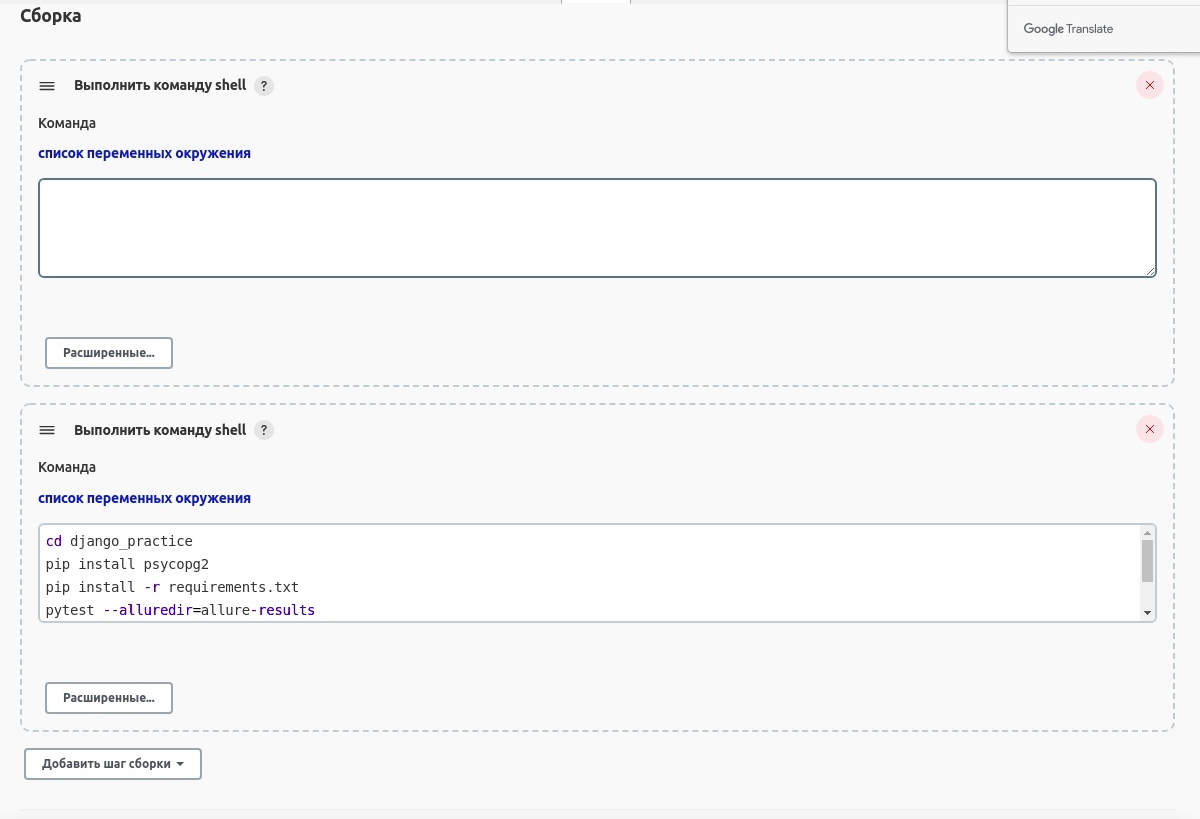 Сборка
Google Translate
Выполнить команду shell ?
Команда
список переменных окружения
Расширенные...
Выполнить команду shell ?
Команда
список переменных окружения
cd django_practice
pip install psycopg2
pip install -r requirements.txt
pytest --alluredir=allure-results
Расширенные...
Добавить шаг сборки